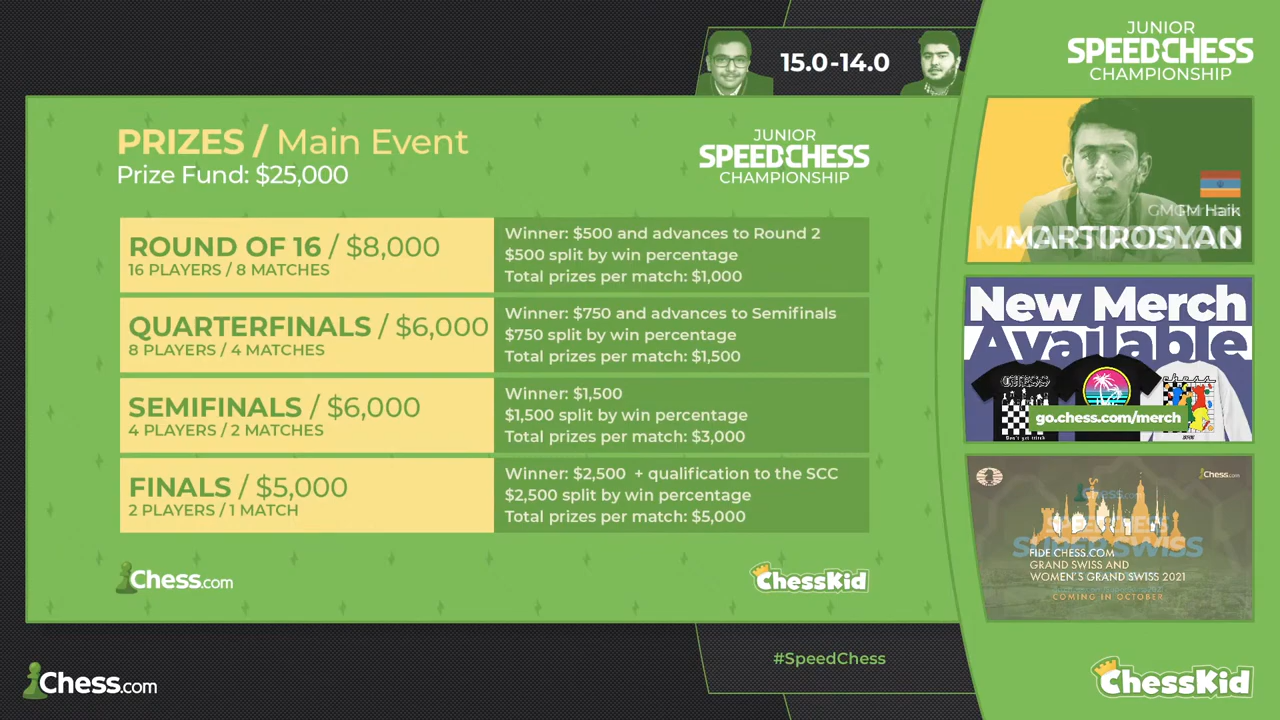 15.0-14.0
JUNIOR
SPEEDCHESS
CHAMPIONSHIP
PRIZES / Main Event
Prize Fund: $25,000
JUNIOR
SPEEDCHESS
CHAMPIONSHIP
ROUND OF 16 / $8,000
16 PLAYERS / 8 MATCHES
Winner: $500 and advances to Round 2
$500 split by win percentage
Total prizes per match: $1,000
QUARTERFINALS / $6,000
8 PLAYERS / 4 MATCHES
Winner: $750 and advances to Semifinals
$750 split by win percentage
Total prizes per match: $1,500
SEMIFINALS / $6,000
4 PLAYERS / 2 MATCHES
Winner: $1,500
$1,500 split by win percentage
Total prizes per match: $3,000
FINALS / $5,000
2 PLAYERS / 1 MATCH
Winner: $2,500 + qualification to the SCC
$2,500 split by win percentage
Total prizes per match: $5,000
Chess.com
ChessKid
Haik
MARTIROSYAN
New Merch
Available
CHESS
Don't get rekt
chess
go.chess.com/merch
Chess.com
FIDE CHESS.COM
GRAND SWISS AND
WOMEN'S GRAND SWISS 2021
COMING IN OCTOBER
#SpeedChess
Chess.com
ChessKid